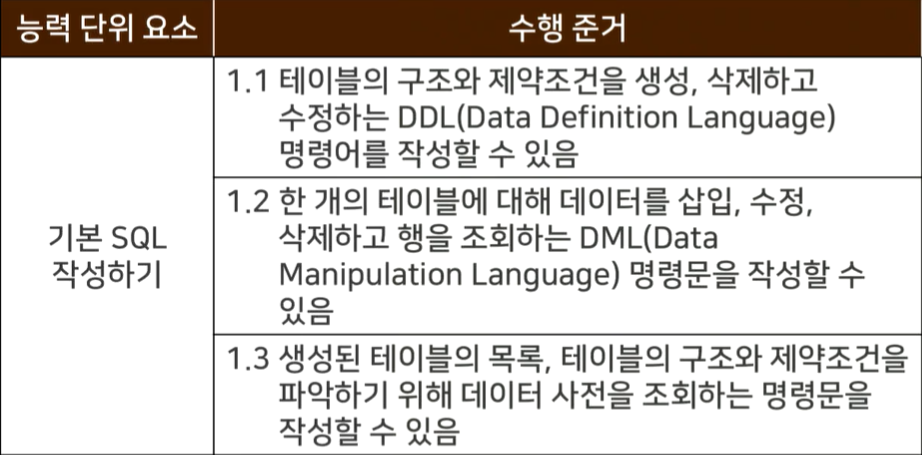 능력 단위 요소
수행 준거
기본 SQL
작성하기
1.1 테이블의 구조와 제약조건을 생성, 삭제하고
수정하는 DDL(Data Definition Language)
명령어를 작성할 수 있음
1.2 한 개의 테이블에 대해 데이터를 삽입, 수정,
삭제하고 행을 조회하는 DML(Data
Manipulation Language) 명령문을 작성할 수
있음
1.3 생성된 테이블의 목록, 테이블의 구조와 제약조건을
파악하기 위해 데이터 사전을 조회하는 명령문을
작성할 수 있음